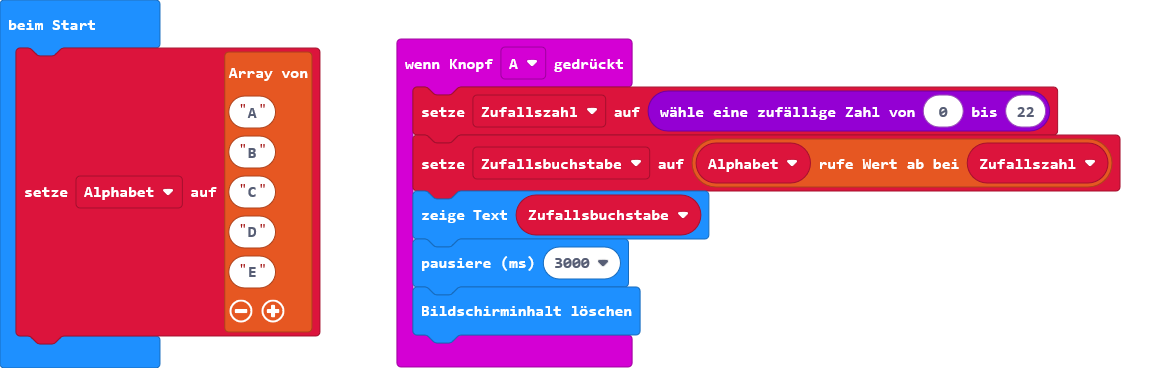 beim Start
setze Alphabet auf
Array von
"A"
"B"
"C"
"D"
"E"
wenn Knopf A gedrückt
setze Zufallszahl auf wähle eine zufällige Zahl von 0 bis 22
setze Zufallsbuchstabe auf Alphabet rufe Wert ab bei Zufallszahl
zeige Text Zufallsbuchstabe
pausiere (ms) 3000
Bildschirminhalt löschen